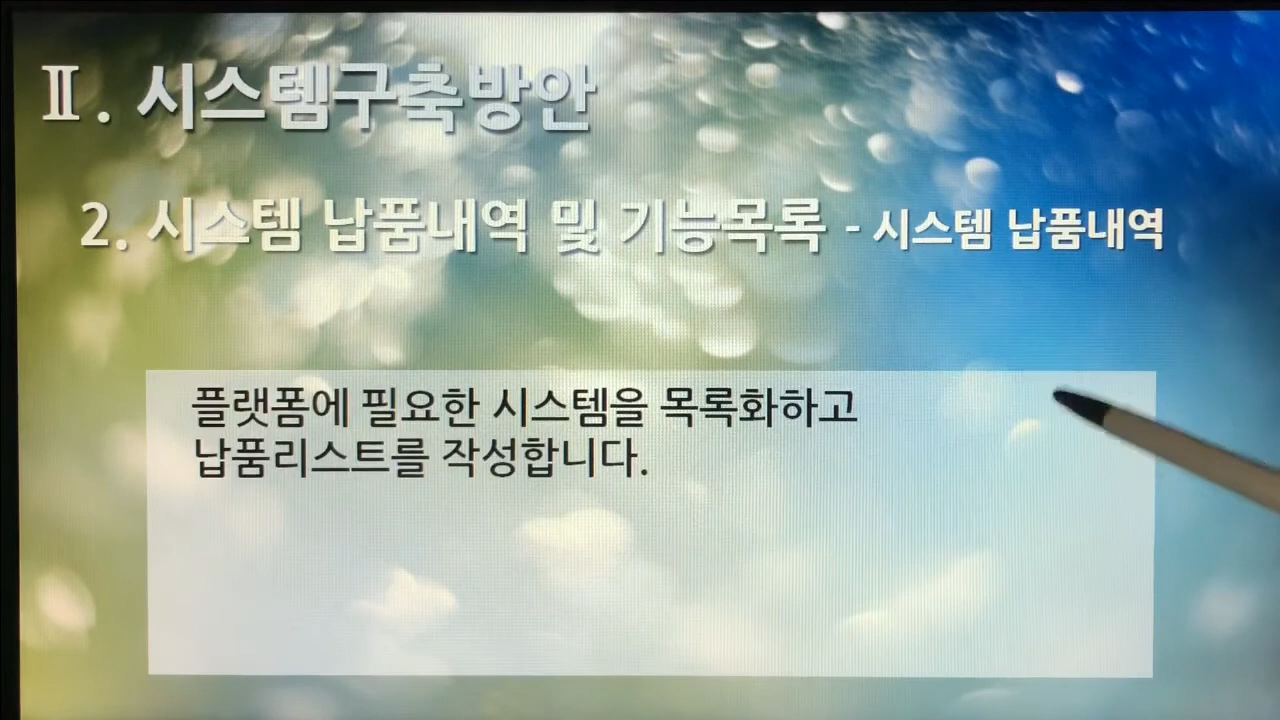 Ⅱ. 시스템구축방안
2. 시스템 납품내역 및 기능목록 - 시스템 납품내역
플랫폼에 필요한 시스템을 목록화하고
납품리스트를 작성합니다.